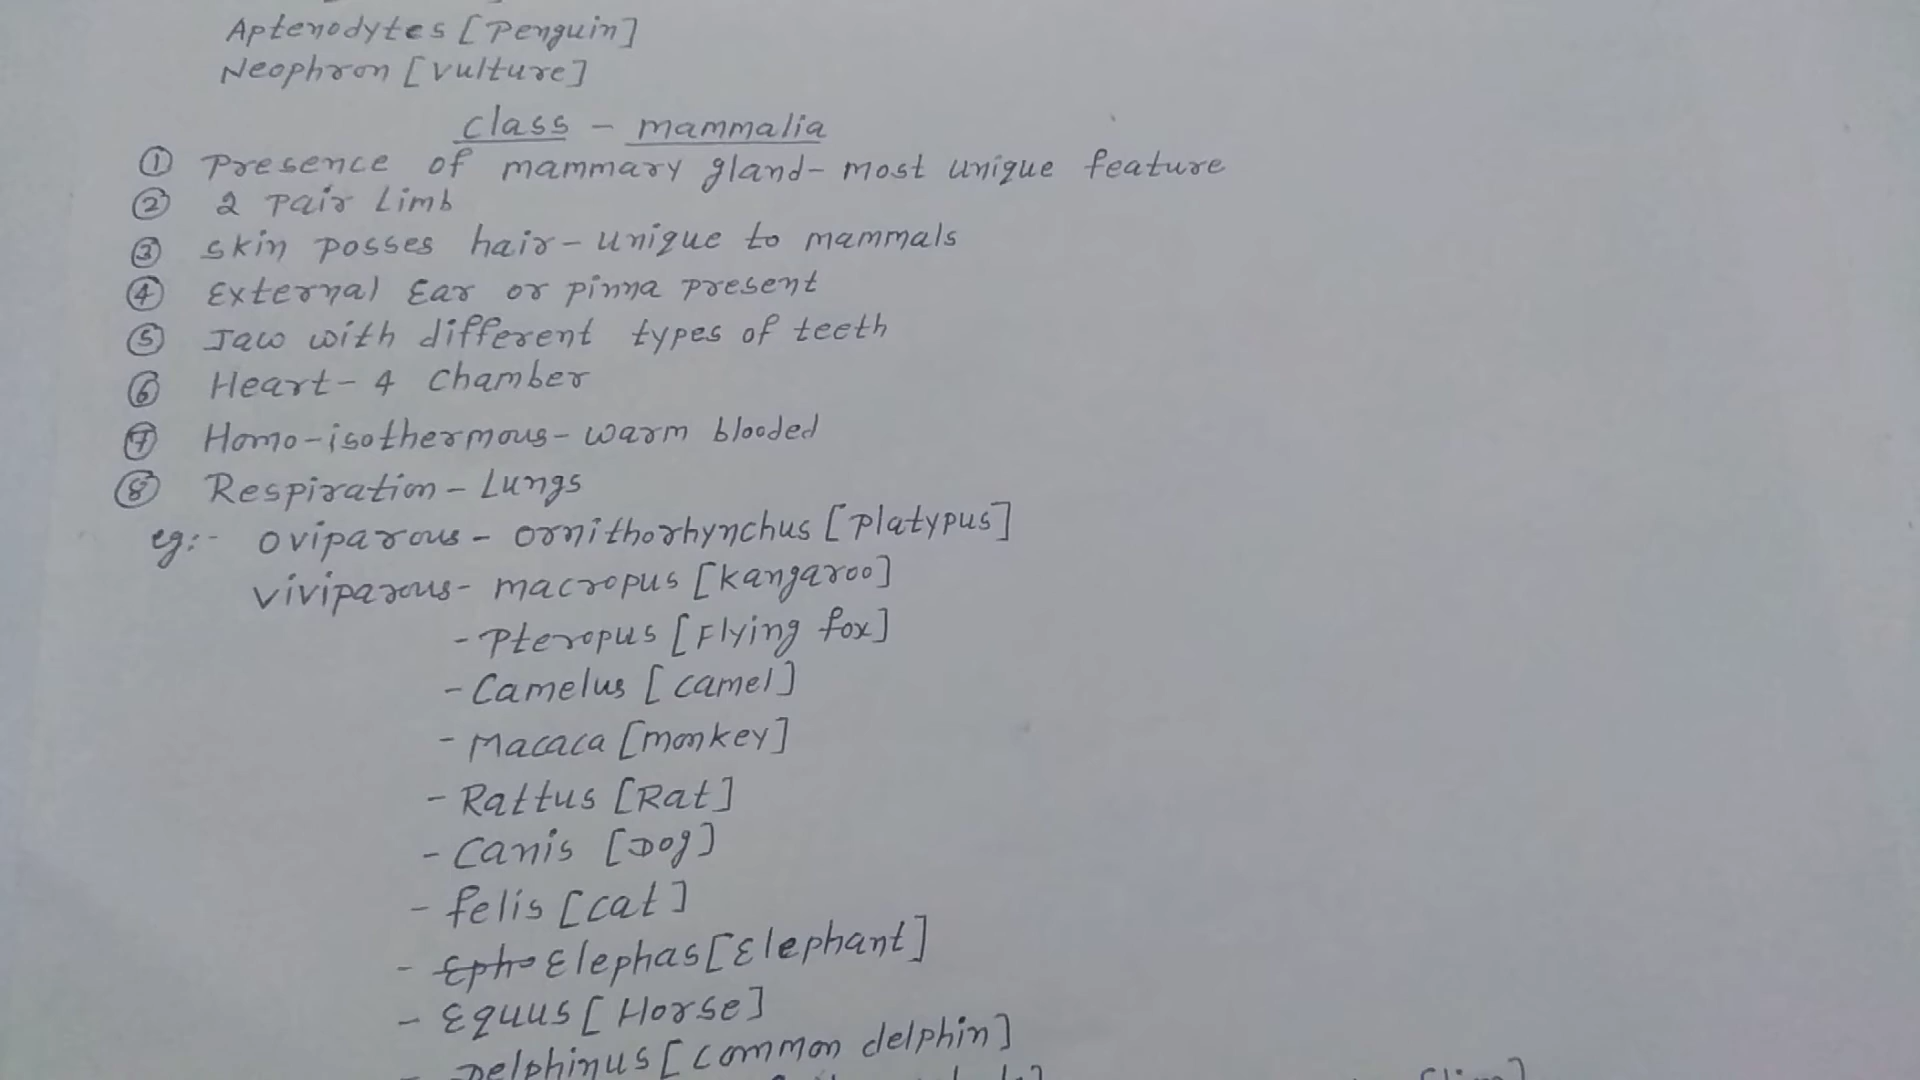 Aptenodytes [Penguin]
Neophron [vulture]
class - mammalia
① Presence of mammary gland- most unique feature
② 2 pair Limb
③ skin posses hair - unique to mammals
④ External Ear or pinna present
⑤ Jaw with different types of teeth
⑥ Heart - 4 chamber
⑦ Homo-isothermous - warm blooded
⑧ Respiration - Lungs
eg:- oviparous - ornithorhynchus [platypus]
viviparous - macropus [kangaroo]
- Pteropus [Flying fox]
- Camelus [camel]
- Macaca [monkey]
- Rattus [Rat]
- Canis [Dog]
- felis [cat]
- Elephas [Elephant]
- Equus [Horse]
- Delphinus [common delphin]